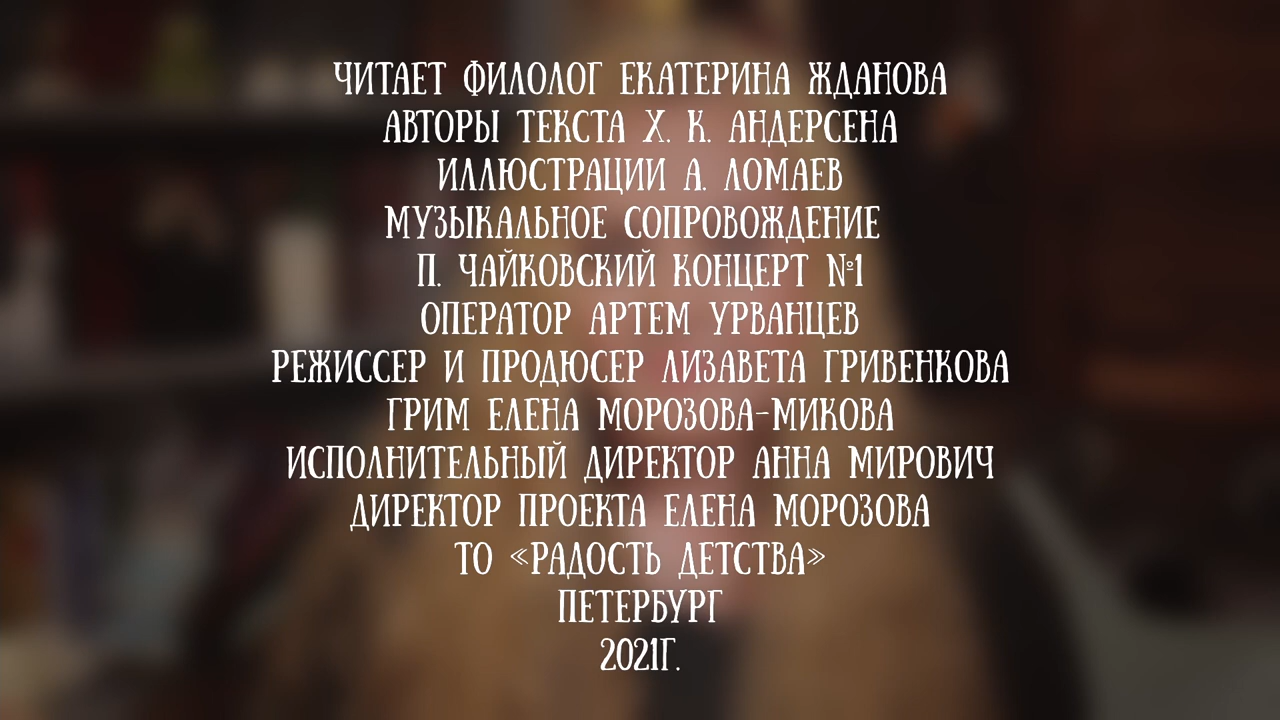 ЧИТАЕТ ФИЛОЛОГ ЕКАТЕРИНА ЖДАНОВА
АВТОРЫ ТЕКСТА Х. К. АНДЕРСЕНА
ИЛЛЮСТРАЦИИ А. ЛОМАЕВ
МУЗЫКАЛЬНОЕ СОПРОВОЖДЕНИЕ
П. ЧАЙКОВСКИЙ КОНЦЕРТ №1
ОПЕРАТОР АРТЕМ УРВАНЦЕВ
РЕЖИССЕР И ПРОДЮСЕР ЛИЗАВЕТА ГРИВЕНКОВА
ГРИМ ЕЛЕНА МОРОЗОВА-МИКОВА
ИСПОЛНИТЕЛЬНЫЙ ДИРЕКТОР АННА МИРОВИЧ
ДИРЕКТОР ПРОЕКТА ЕЛЕНА МОРОЗОВА
ТО «РАДОСТЬ ДЕТСТВА»
ПЕТЕРБУРГ
2021Г.